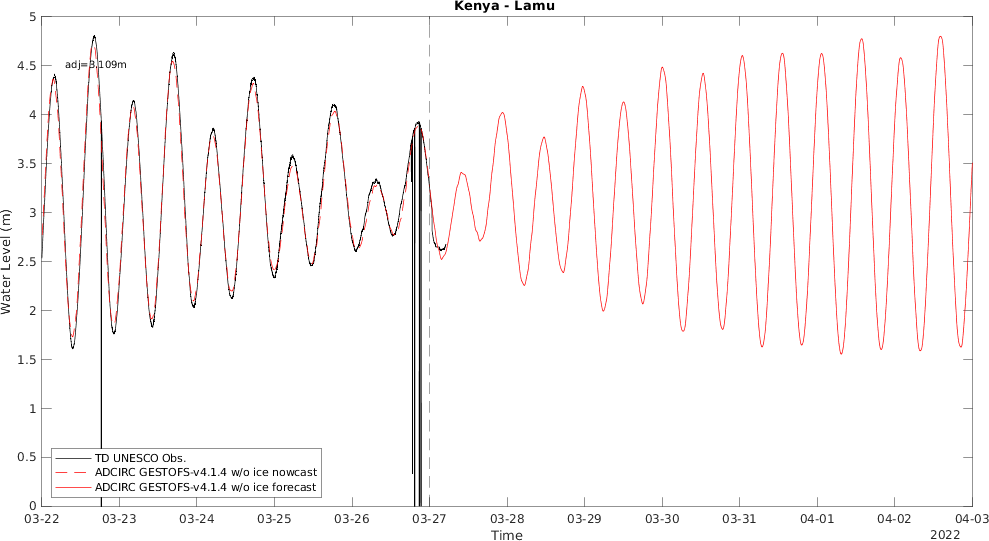 Kenya - Lamu
adj=3.109m
5
4.5
4
3.5
3
2.5
2
1.5
1
0.5
0
Water Level (m)
TD UNESCO Obs.
ADCIRC GESTOFS-v4.1.4 w/o ice nowcast
ADCIRC GESTOFS-v4.1.4 w/o ice forecast
03-22 03-23 03-24 03-25 03-26 03-27 03-28 03-29 03-30 03-31 04-01 04-02 04-03
Time
2022